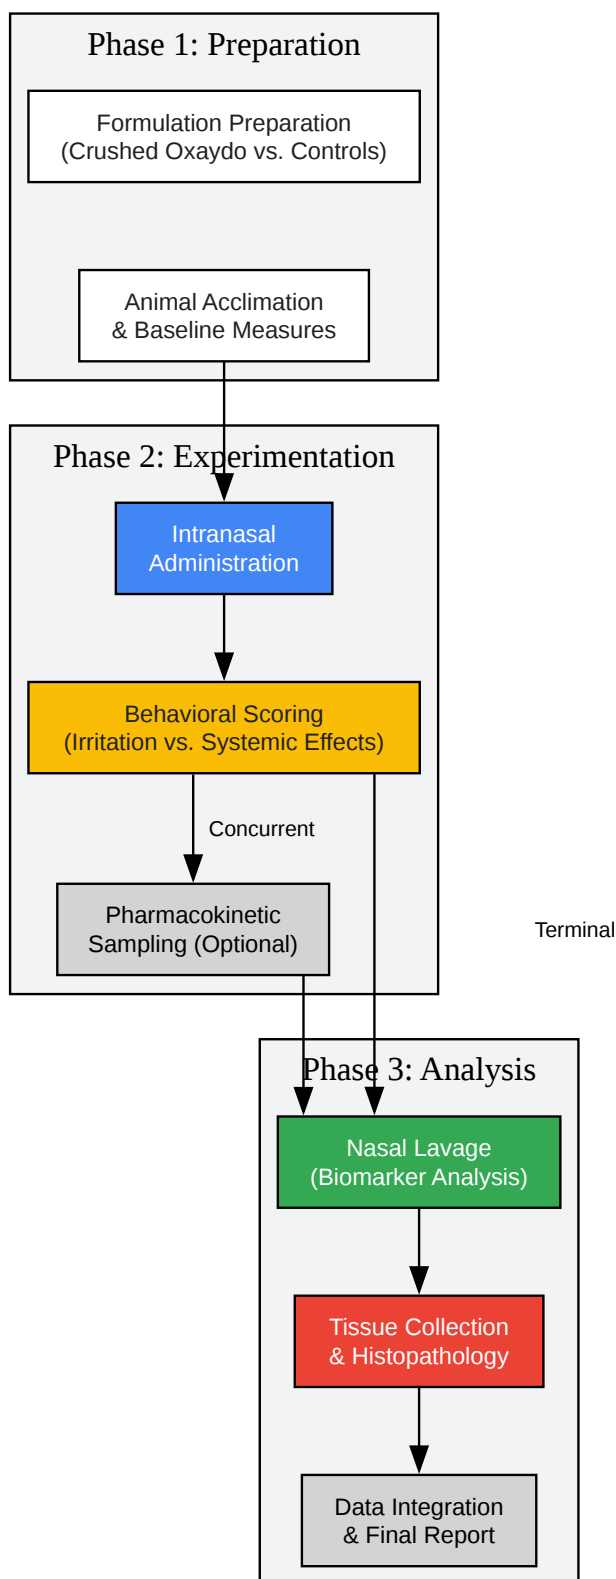 Phase 1: Preparation
Formulation Preparation
(Crushed Oxaydo vs. Controls)
Animal Acclimation
& Baseline Measures
Phase 2: Experimentation
Intranasal
Administration
Behavioral Scoring
(Irritation vs. Systemic Effects)
Concurrent
Pharmacokinetic
Sampling (Optional)
Terminal
Phase 3: Analysis
Nasal Lavage
(Biomarker Analysis)
Tissue Collection
& Histopathology
Data Integration
& Final Report